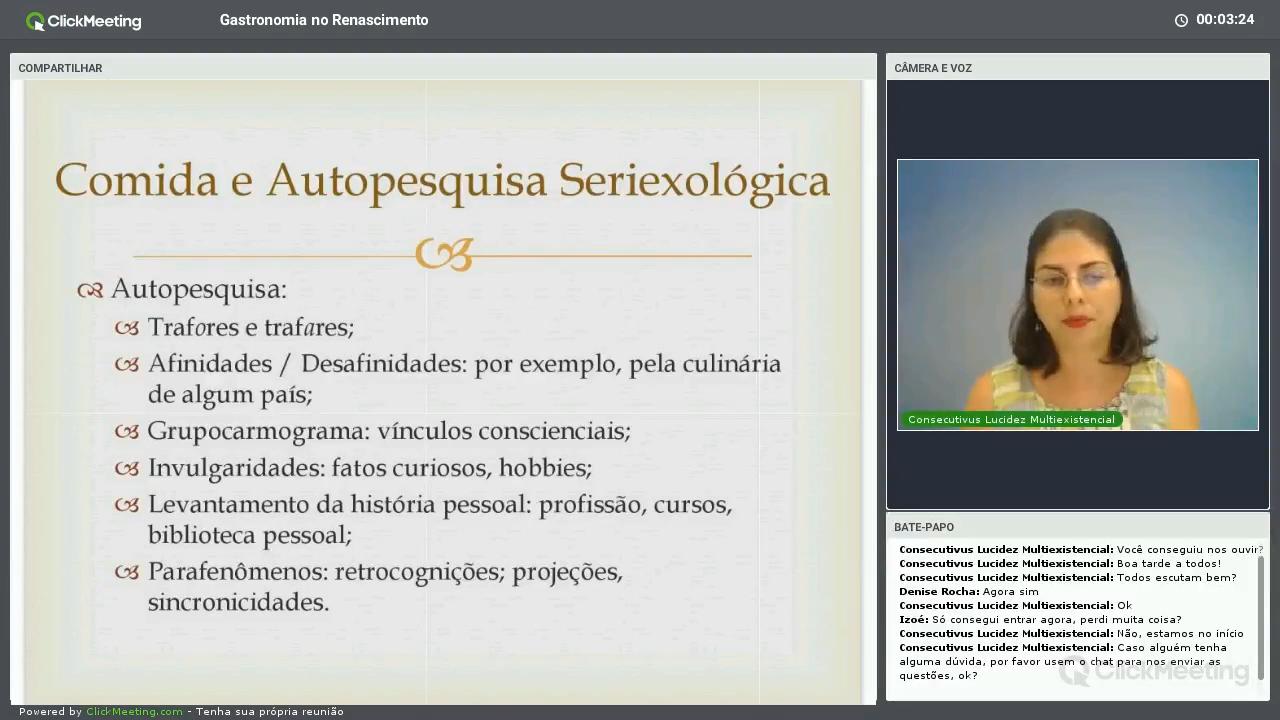 ClickMeeting
Gastronomia no Renascimento
00:03:24
COMPARTILHAR
Comida e Autopesquisa Seriexológica
Autopesquisa:
Trafores e trafares;
Afinidades / Desafinidades: por exemplo, pela culinária
de algum país;
Grupocarmograma: vínculos conscienciais;
Invulgaridades: fatos curiosos, hobbies;
Levantamento da história pessoal: profissão, cursos,
biblioteca pessoal;
Parafenômenos: retrocognições; projeções,
sincronicidades.
CÂMERA E VOZ
Consecutivus Lucidez Multiexistencial
BATE-PAPO
Consecutivus Lucidez Multiexistencial: Você conseguiu nos ouvir?
Consecutivus Lucidez Multiexistencial: Boa tarde a todos!
Consecutivus Lucidez Multiexistencial: Todos escutam bem?
Denise Rocha: Agora sim
Consecutivus Lucidez Multiexistencial: Ok
Izoé: Só consegui entrar agora, perdi muita coisa?
Consecutivus Lucidez Multiexistencial: Não, estamos no início
Consecutivus Lucidez Multiexistencial: Caso alguém tenha
alguma dúvida, por favor usem o chat para nos enviar as
questões, ok?
ClickMeeting
Powered by ClickMeeting.com - Tenha sua própria reunião